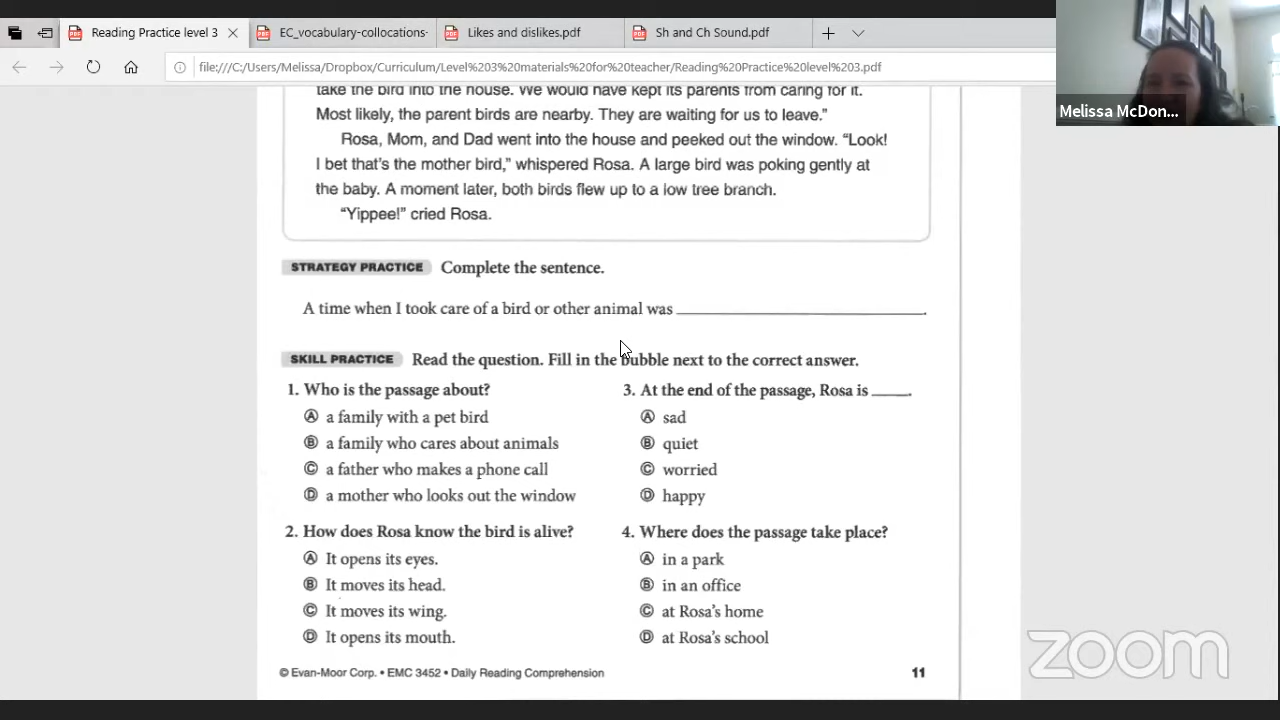 Reading Practice level 3
EC_vocabulary-collocations-
Likes and dislikes.pdf
Sh and Ch Sound.pdf
file:///C:/Users/Melissa/Dropbox/Curriculum/Level%203%20materials%20for%20teacher/Reading%20Practice%20level%203.pdf
Melissa McDon...
take the bird into the house. We would have kept its parents from caring for it.
Most likely, the parent birds are nearby. They are waiting for us to leave.”
Rosa, Mom, and Dad went into the house and peeked out the window. “Look!
I bet that’s the mother bird,” whispered Rosa. A large bird was poking gently at
the baby. A moment later, both birds flew up to a low tree branch.
“Yippee!” cried Rosa.
STRATEGY PRACTICE Complete the sentence.
A time when I took care of a bird or other animal was ____.
SKILL PRACTICE Read the question. Fill in the bubble next to the correct answer.
1. Who is the passage about?
Ⓐ a family with a pet bird
Ⓑ a family who cares about animals
Ⓒ a father who makes a phone call
Ⓓ a mother who looks out the window
2. How does Rosa know the bird is alive?
Ⓐ It opens its eyes.
Ⓑ It moves its head.
Ⓒ It moves its wing.
Ⓓ It opens its mouth.
3. At the end of the passage, Rosa is ____.
Ⓐ sad
Ⓑ quiet
Ⓒ worried
Ⓓ happy
4. Where does the passage take place?
Ⓐ in a park
Ⓑ in an office
Ⓒ at Rosa’s home
Ⓓ at Rosa’s school
© Evan-Moor Corp. • EMC 3452 • Daily Reading Comprehension
11
zoom